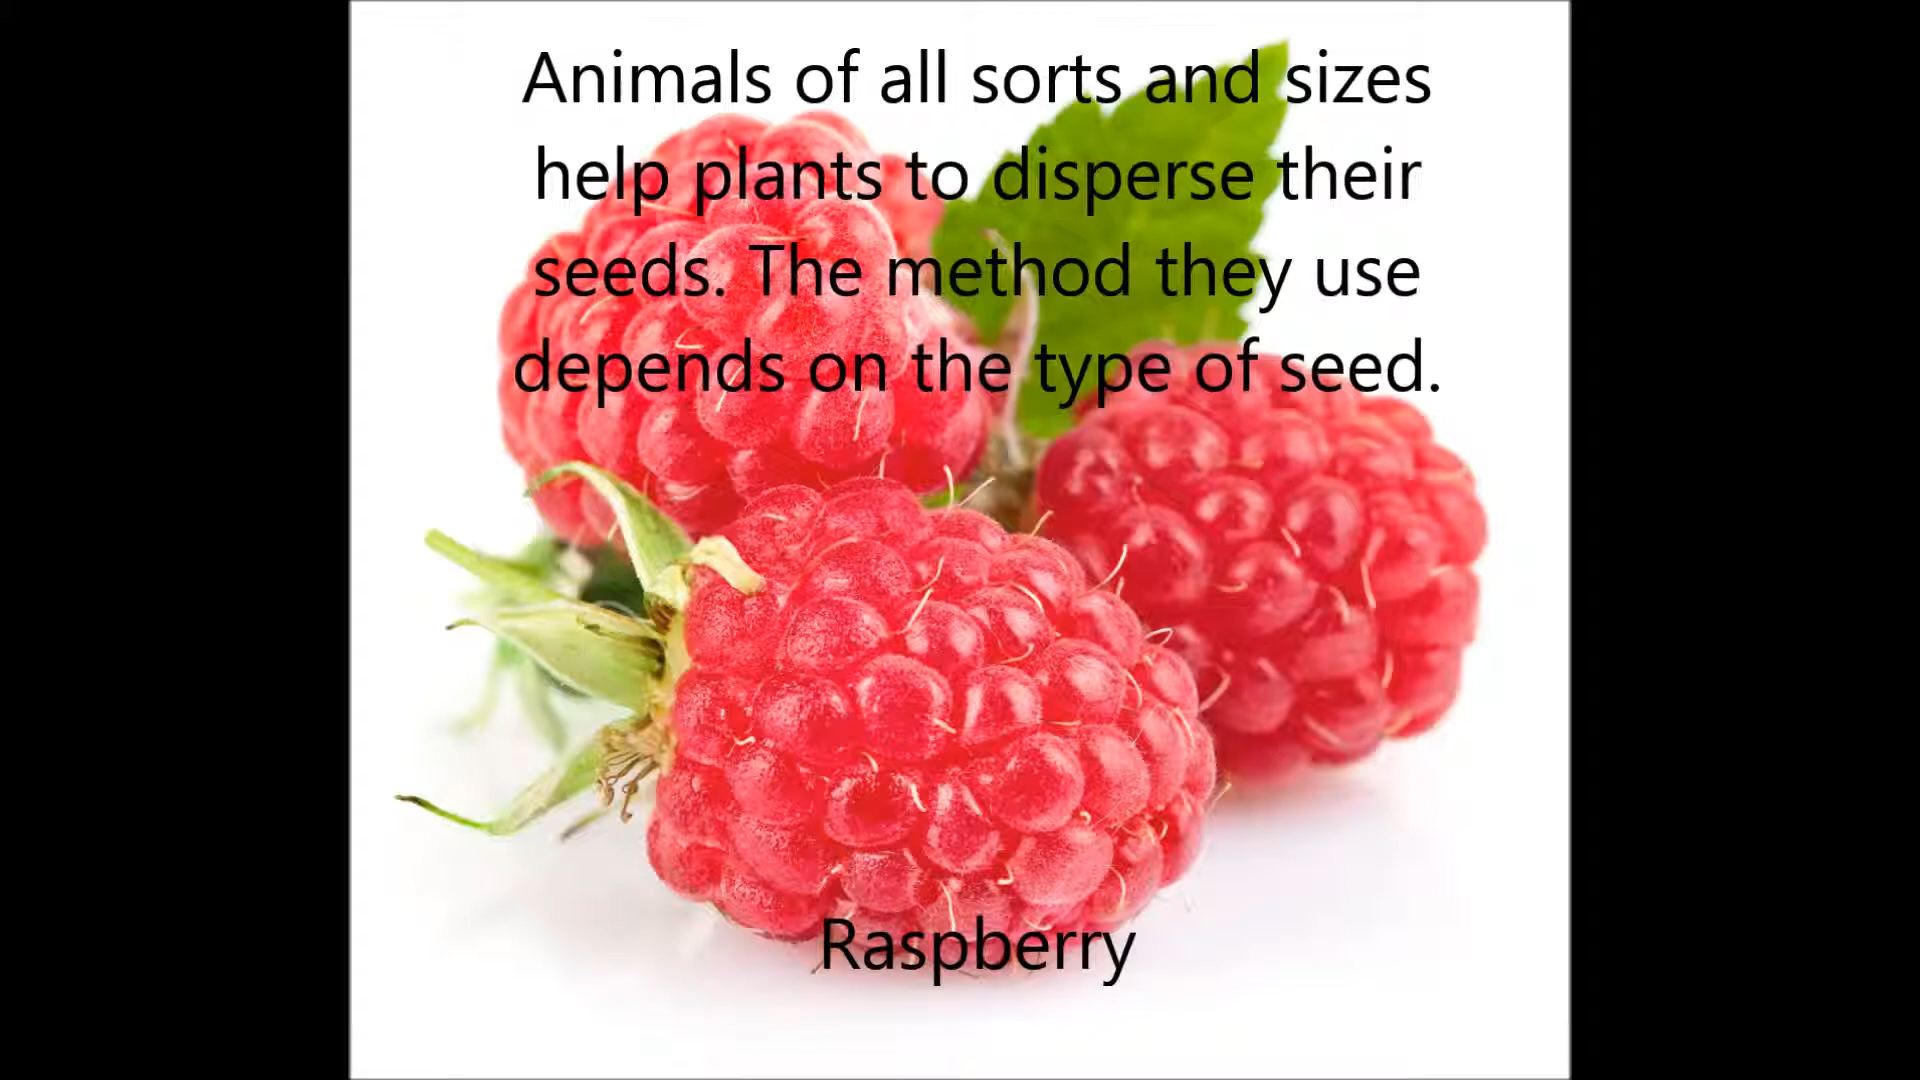 Animals of all sorts and sizes
help plants to disperse their
seeds. The method they use
depends on the type of seed.
Raspberry